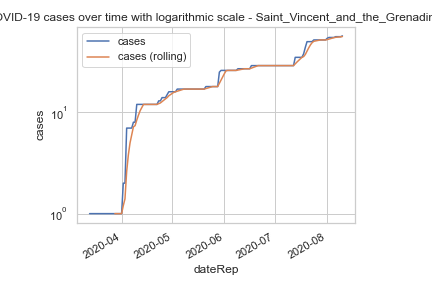 OVID-19 cases over time with logarithmic scale - Saint_Vincent_and_the_Grenadin
cases
cases (rolling)
cases
10¹
10⁰
2020-04
2020-05
2020-06
2020-07
2020-08
dateRep